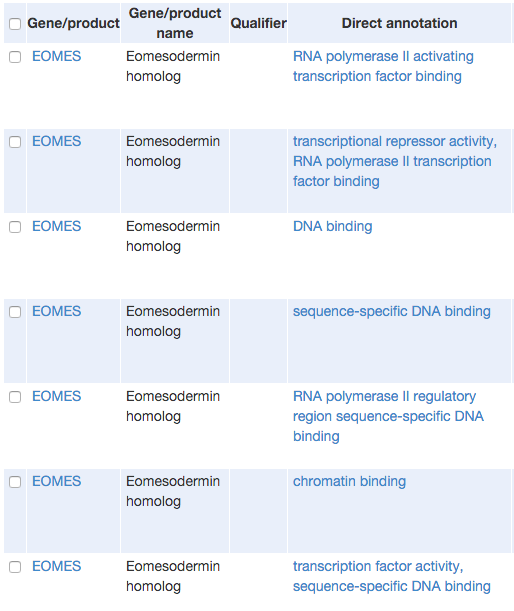 Gene/product Gene/product name Qualifier Direct annotation
EOMES Eomesodermin RNA polymerase II activating
homolog transcription factor binding
EOMES Eomesodermin transcriptional repressor activity,
homolog RNA polymerase II transcription
factor binding
EOMES Eomesodermin DNA binding
homolog
EOMES Eomesodermin sequence-specific DNA binding
homolog
EOMES Eomesodermin RNA polymerase II regulatory
homolog region sequence-specific DNA
binding
EOMES Eomesodermin chromatin binding
homolog
EOMES Eomesodermin transcription factor activity,
homolog sequence-specific DNA binding